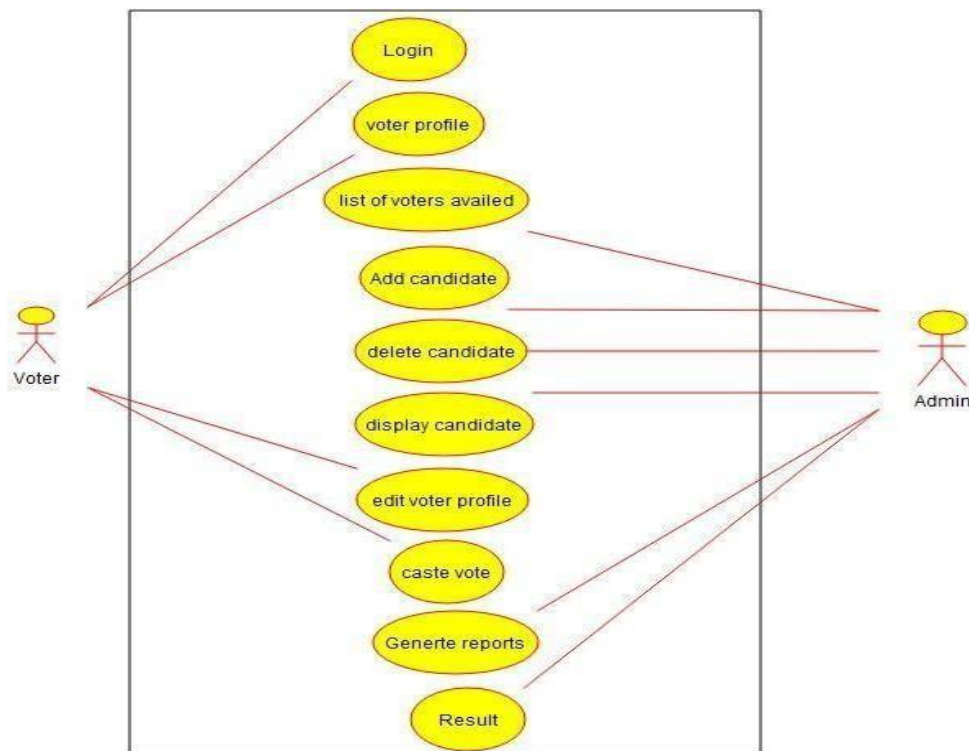 Login
voter profile
list of voters availed
Add candidate
delete candidate
display candidate
edit voter profile
caste vote
Generte reports
Result
Voter
Admin